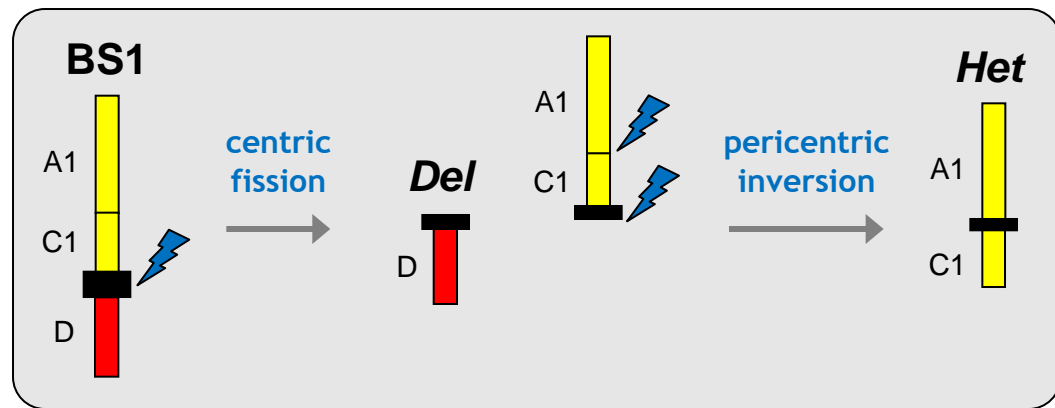 BS1
A1
C1
D
centric
fission
Del
D
A1
C1
pericentric
inversion
Het
A1
C1